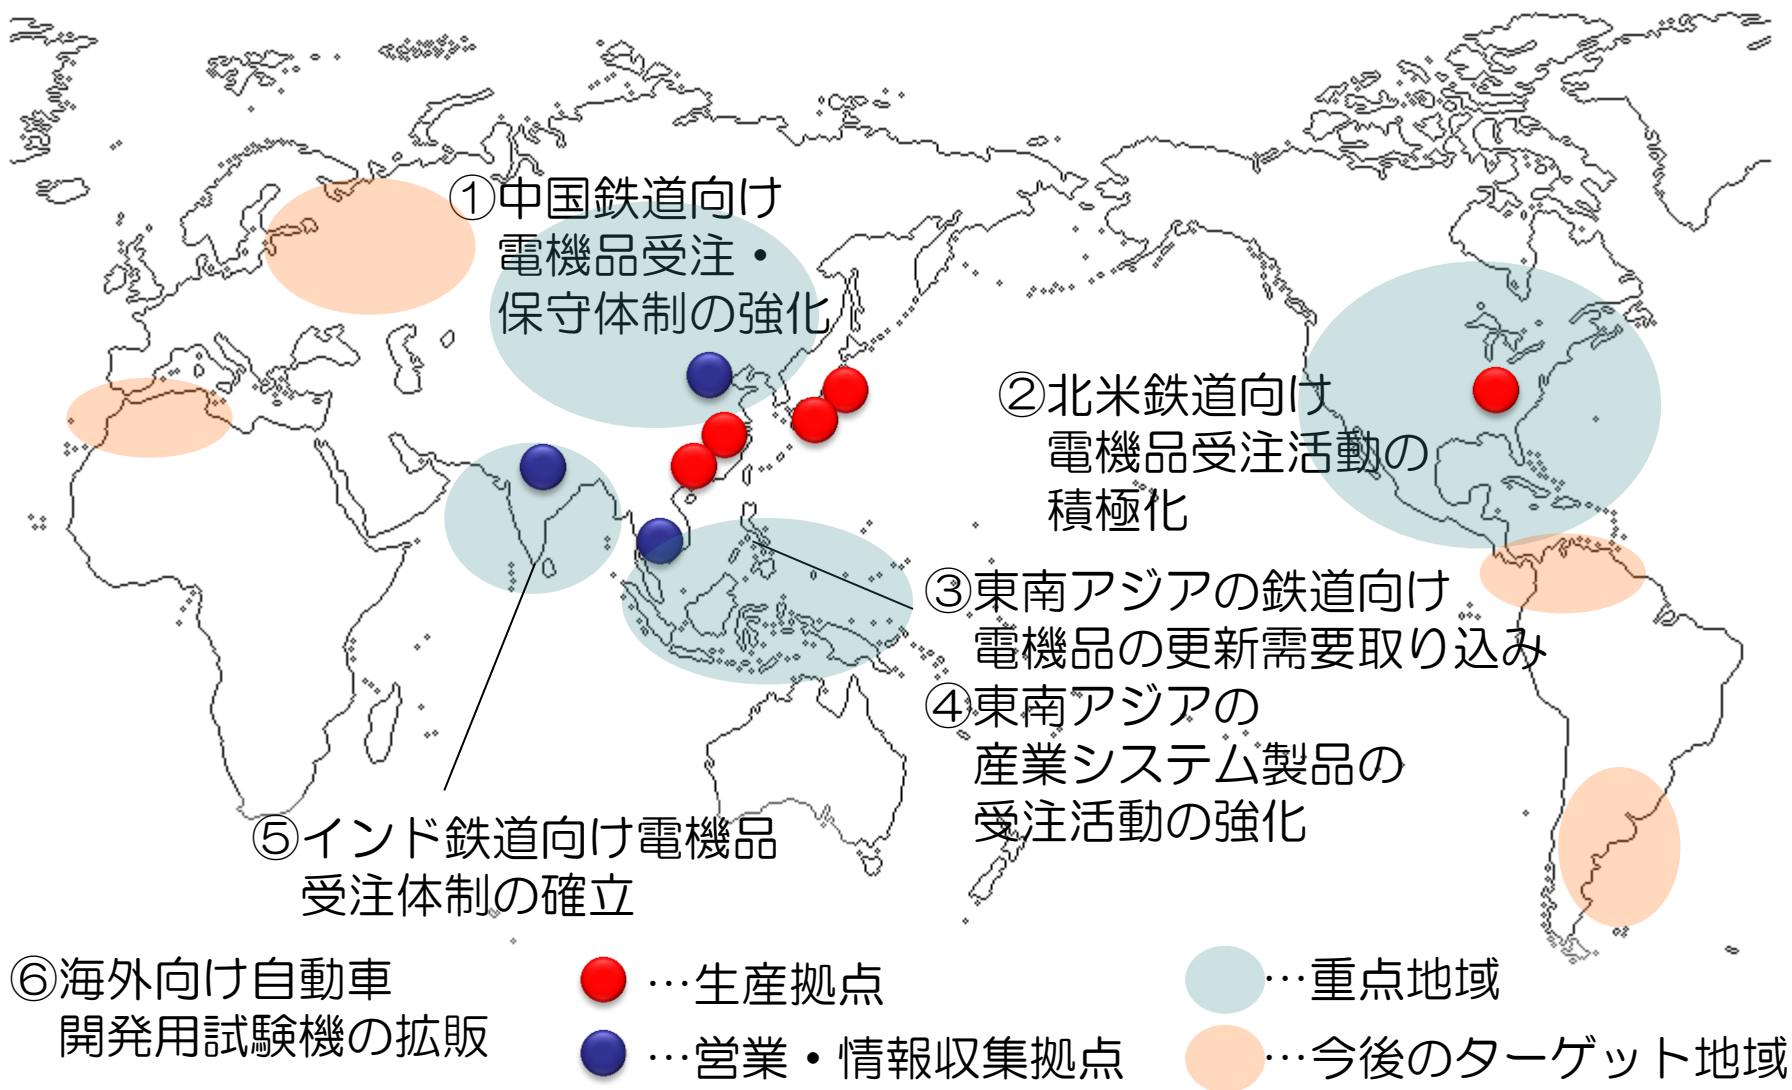 ①中国鉄道向け
電機品受注・
保守体制の強化
②北米鉄道向け
電機品受注活動の
積極化
③東南アジアの鉄道向け
電機品の更新需要取り込み
④東南アジアの
産業システム製品の
受注活動の強化
⑤インド鉄道向け電機品
受注体制の確立
⑥海外向け自動車
開発用試験機の拡販
…生産拠点
…営業・情報収集拠点
…重点地域
…今後のターゲット地域